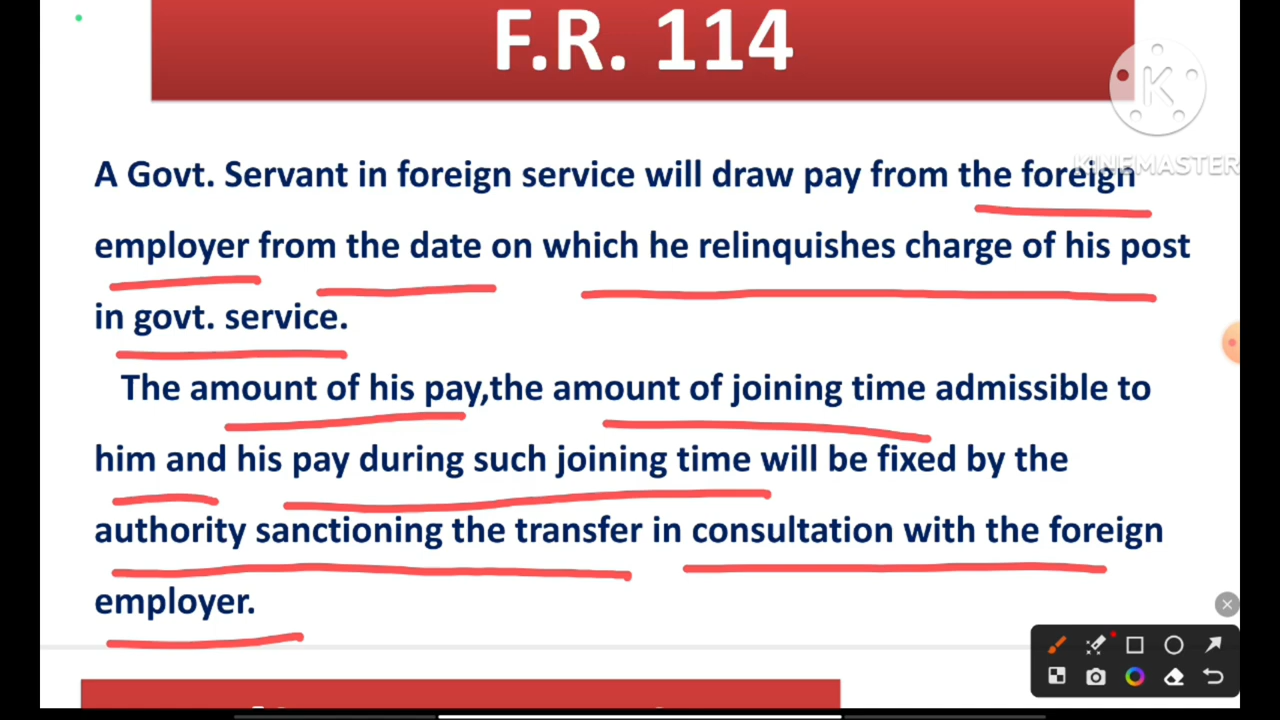 F.R. 114
K
KINEMASTER
A Govt. Servant in foreign service will draw pay from the foreign
employer from the date on which he relinquishes charge of his post
in govt. service.
The amount of his pay,the amount of joining time admissible to
him and his pay during such joining time will be fixed by the
authority sanctioning the transfer in consultation with the foreign
employer.